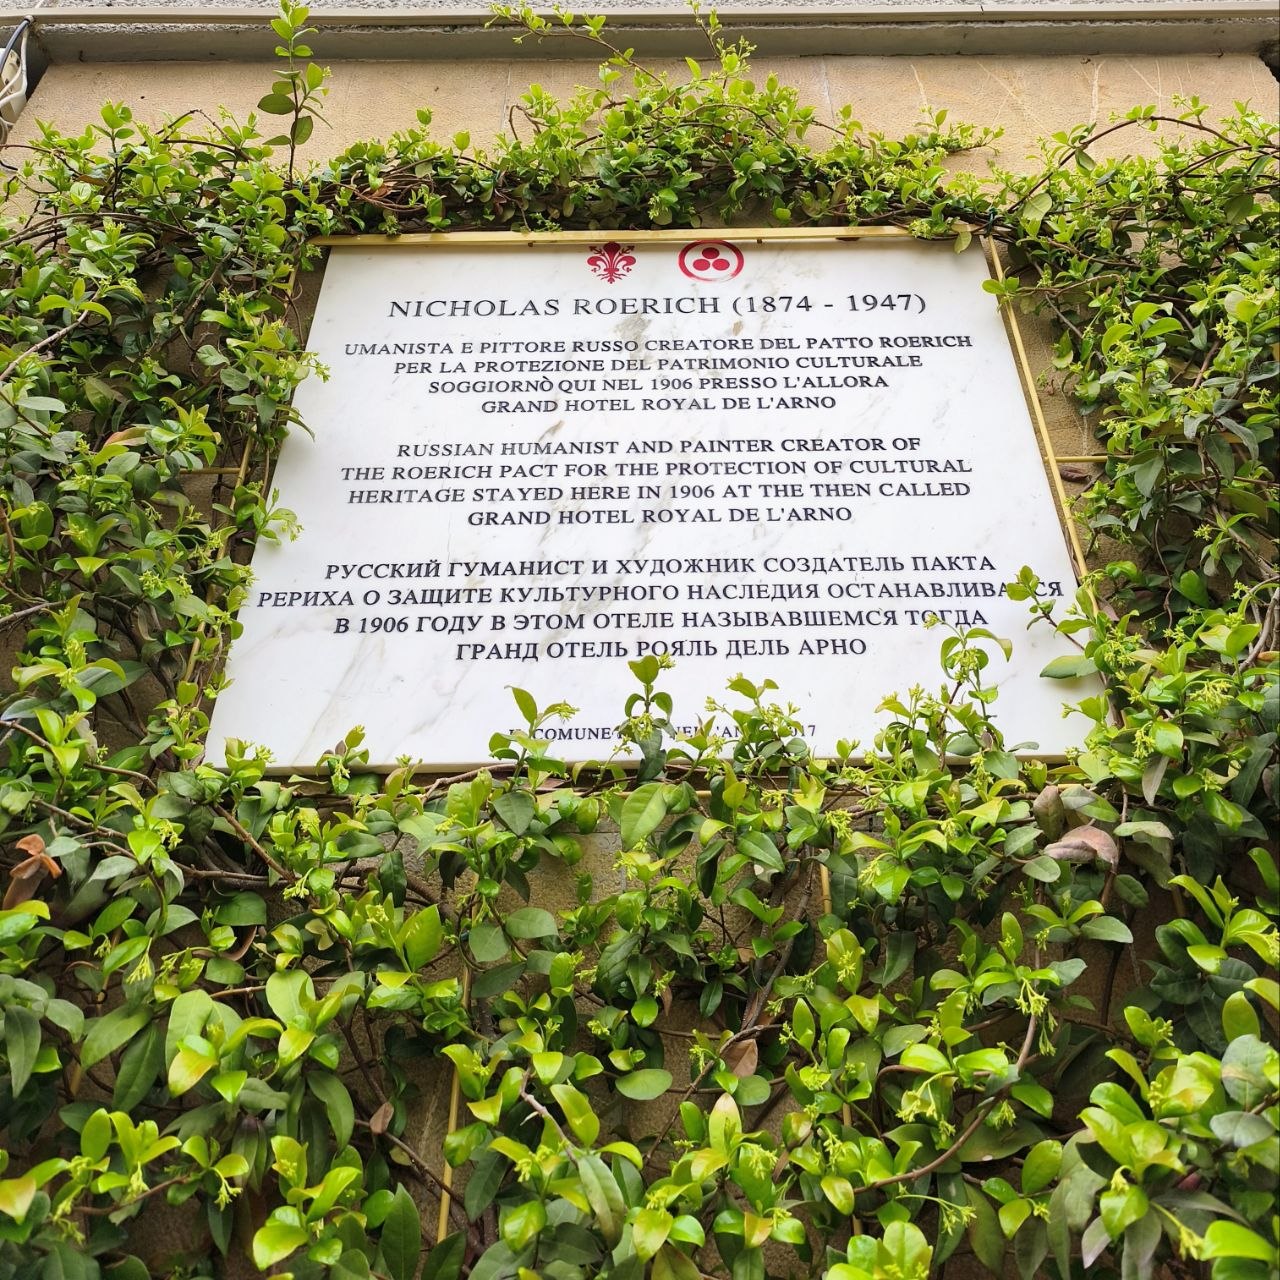 NICHOLAS ROERICH (1874 - 1947)
UMANISTA E PITTORE RUSSO CREATORE DEL PATTO ROERICH
PER LA PROTEZIONE DEL PATRIMONIO CULTURALE
SOGGIORNÒ QUI NEL 1906 PRESSO L'ALLORA
GRAND HOTEL ROYAL DE L'ARNO
RUSSIAN HUMANIST AND PAINTER CREATOR OF
THE ROERICH PACT FOR THE PROTECTION OF CULTURAL
HERITAGE STAYED HERE IN 1906 AT THE THEN CALLED
GRAND HOTEL ROYAL DE L'ARNO
РУССКИЙ ГУМАНИСТ И ХУДОЖНИК СОЗДАТЕЛЬ ПАКТА
РЕРИХА О ЗАЩИТЕ КУЛЬТУРНОГО НАСЛЕДИЯ ОСТАНАВЛИВАЛСЯ
В 1906 ГОДУ В ЭТОМ ОТЕЛЕ НАЗЫВАВШЕМСЯ ТОГДА
ГРАНД ОТЕЛЬ РОЯЛЬ ДЕЛЬ АРНО
COMUNE